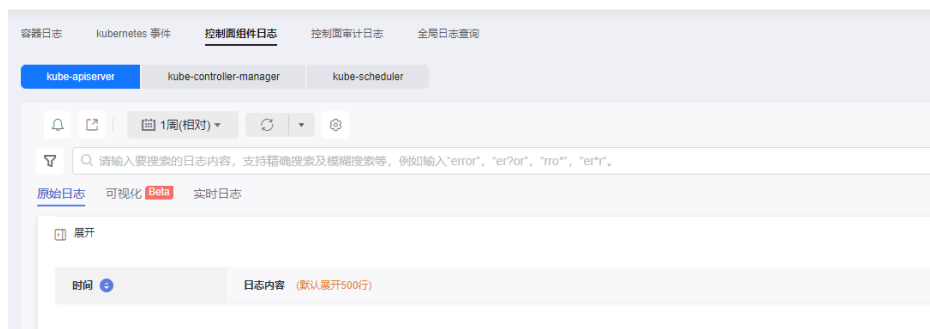 容器日志 kubernetes 事件 控制面组件日志 控制面审计日志 全局日志查询
kube-apiserver kube-controller-manager kube-scheduler
1周(相对)
请输入要搜索的日志内容，支持精确搜索及模糊搜索等，例如输入"error"，"er?or"，"rro*"，"er*r"。
原始日志 可视化 Beta 实时日志
展开
时间 日志内容 (默认展开500行)